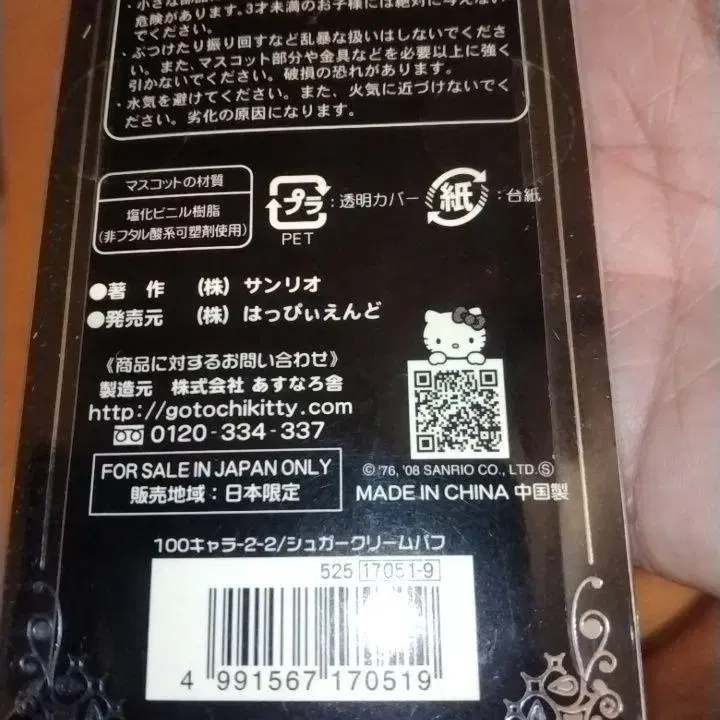 ・小さな部品
危険があります。3才未満のお子様には絶対に与えない
でください。
・ぶつけたり振り回すなど乱暴な扱いはしないでくださ
い。また、マスコット部分や金具などを必要以上に強く
引かないでください。破損の恐れがあります。
・水気を避けてください。また、火気に近づけないでく
ださい。劣化の原因になります。
マスコットの材質
塩化ビニル樹脂
(非フタル酸系可塑剤使用)
プラ :透明カバー 紙 :台紙
PET
●著 作 (株) サンリオ
●発売元 (株) はっぴぃえんど
《商品に対するお問い合わせ》
製造元 株式会社 あすなろ舎
http://gotochikitty.com
0120-334-337
FOR SALE IN JAPAN ONLY
販売地域：日本限定
© '76, '08 SANRIO CO., LTD. Ⓢ
MADE IN CHINA 中国製
100キャラ-2-2/シュガークリームパフ
525 17051-9
4 991567 170519